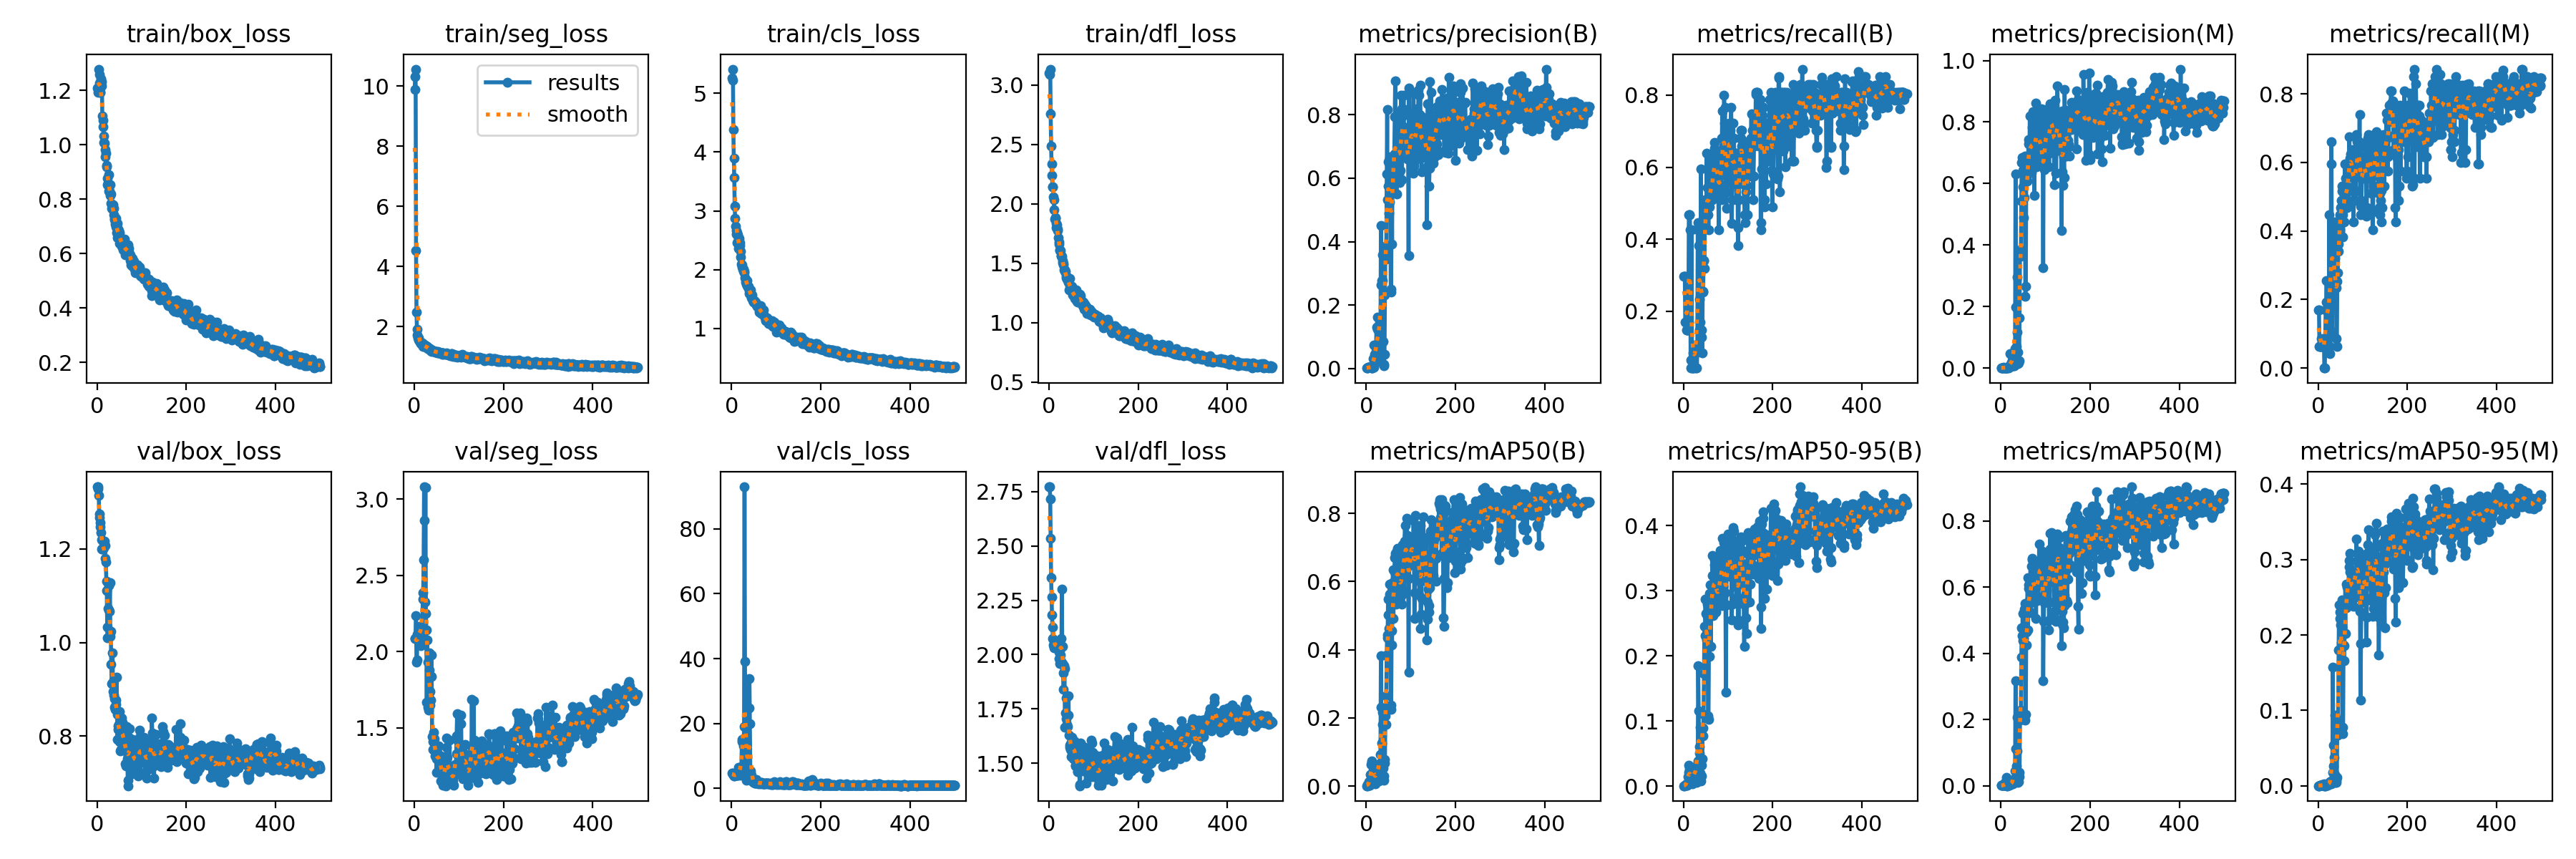 train/box_loss
train/seg_loss
train/cls_loss
train/dfl_loss
metrics/precision(B)
metrics/recall(B)
metrics/precision(M)
metrics/recall(M)
1.2
1.0
0.8
0.6
0.4
0.2
0 200 400
results
smooth
10
8
6
4
2
0 200 400
5
4
3
2
1
0 200 400
3.0
2.5
2.0
1.5
1.0
0.5
0 200 400
0.8
0.6
0.4
0.2
0.0
0 200 400
0.8
0.6
0.4
0.2
0 200 400
1.0
0.8
0.6
0.4
0.2
0.0
0 200 400
0.8
0.6
0.4
0.2
0.0
0 200 400
val/box_loss
val/seg_loss
val/cls_loss
val/dfl_loss
metrics/mAP50(B)
metrics/mAP50-95(B)
metrics/mAP50(M)
metrics/mAP50-95(M)
1.2
1.0
0.8
0 200 400
3.0
2.5
2.0
1.5
0 200 400
80
60
40
20
0
0 200 400
2.75
2.50
2.25
2.00
1.75
1.50
0 200 400
0.8
0.6
0.4
0.2
0.0
0 200 400
0.4
0.3
0.2
0.1
0.0
0 200 400
0.8
0.6
0.4
0.2
0.0
0 200 400
0.4
0.3
0.2
0.1
0.0
0 200 400